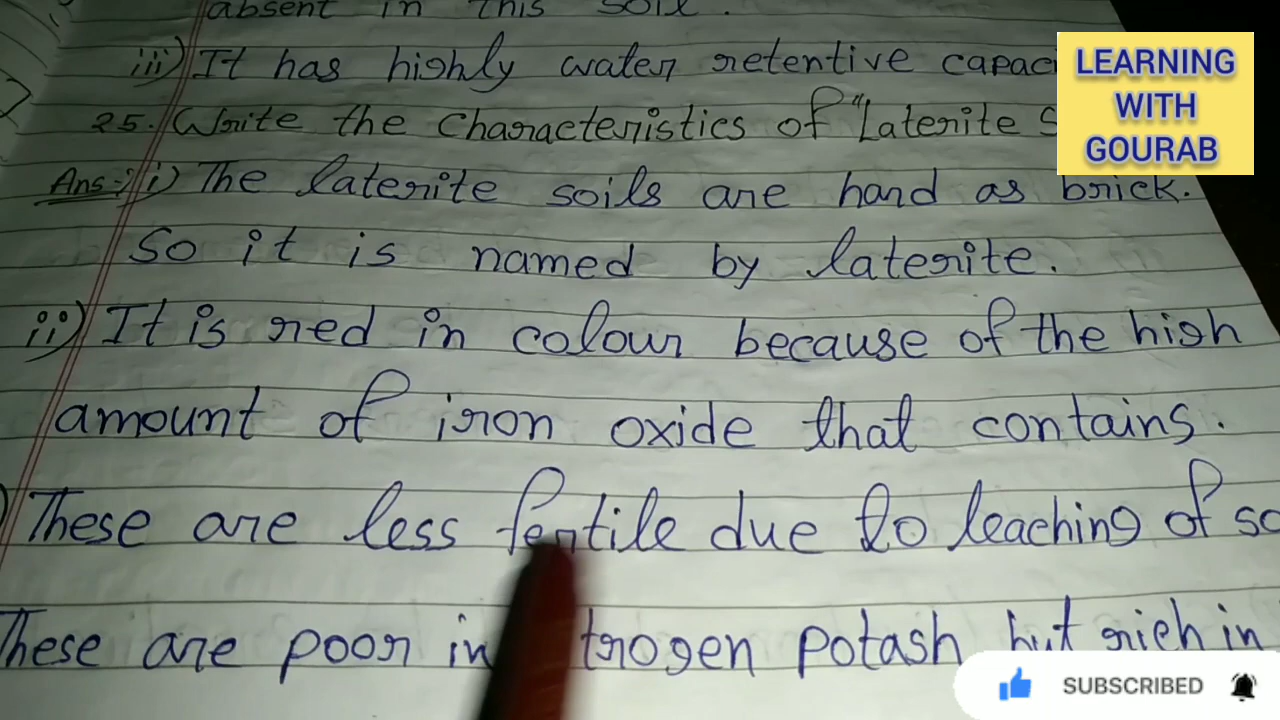 absent in this soil.
iii) It has highly water retentive capaci
25. Write the characteristics of "Laterite S
Ans:- i) The laterite soils are hard as brick.
So it is named by laterite.
ii) It is red in colour because of the high
amount of iron oxide that contains.
These are less fertile due to leaching of so
These are poor in trogen potash but rich in
LEARNING
WITH
GOURAB
SUBSCRIBED